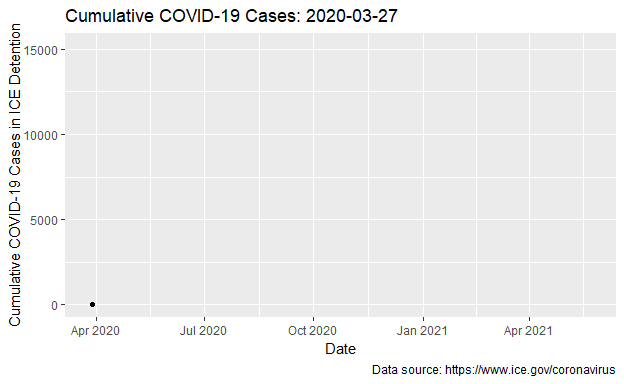 Cumulative COVID-19 Cases: 2020-03-27
Cumulative COVID-19 Cases in ICE Detention
15000
10000
5000
0
Apr 2020
Jul 2020
Oct 2020
Jan 2021
Apr 2021
Date
Data source: https://www.ice.gov/coronavirus